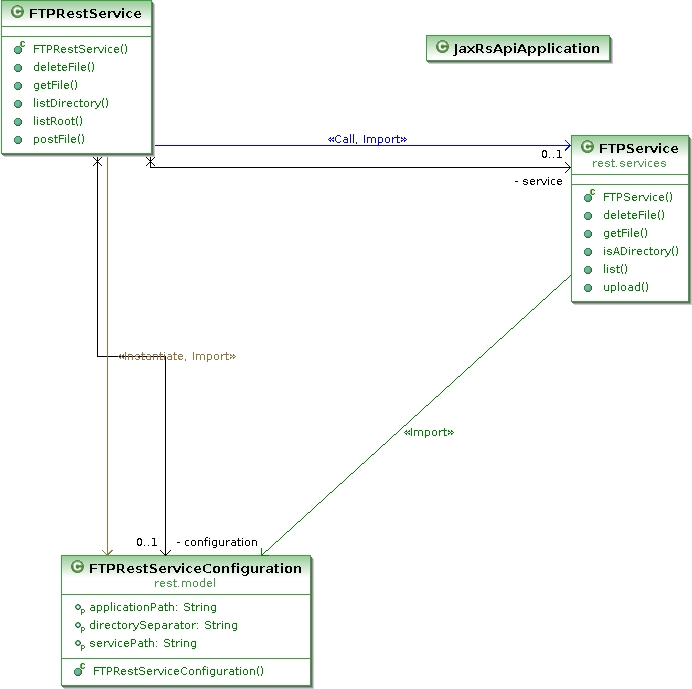 FTPRestService
FTPRestService()
deleteFile()
getFile()
listDirectory()
listRoot()
postFile()
JaxRsApiApplication
«Call, Import»
0..1
- service
FTPService
rest.services
FTPService()
deleteFile()
getFile()
isADirectory()
list()
upload()
«Instantiate, Import»
«Import»
0..1
- configuration
FTPRestServiceConfiguration
rest.model
applicationPath: String
directorySeparator: String
servicePath: String
FTPRestServiceConfiguration()